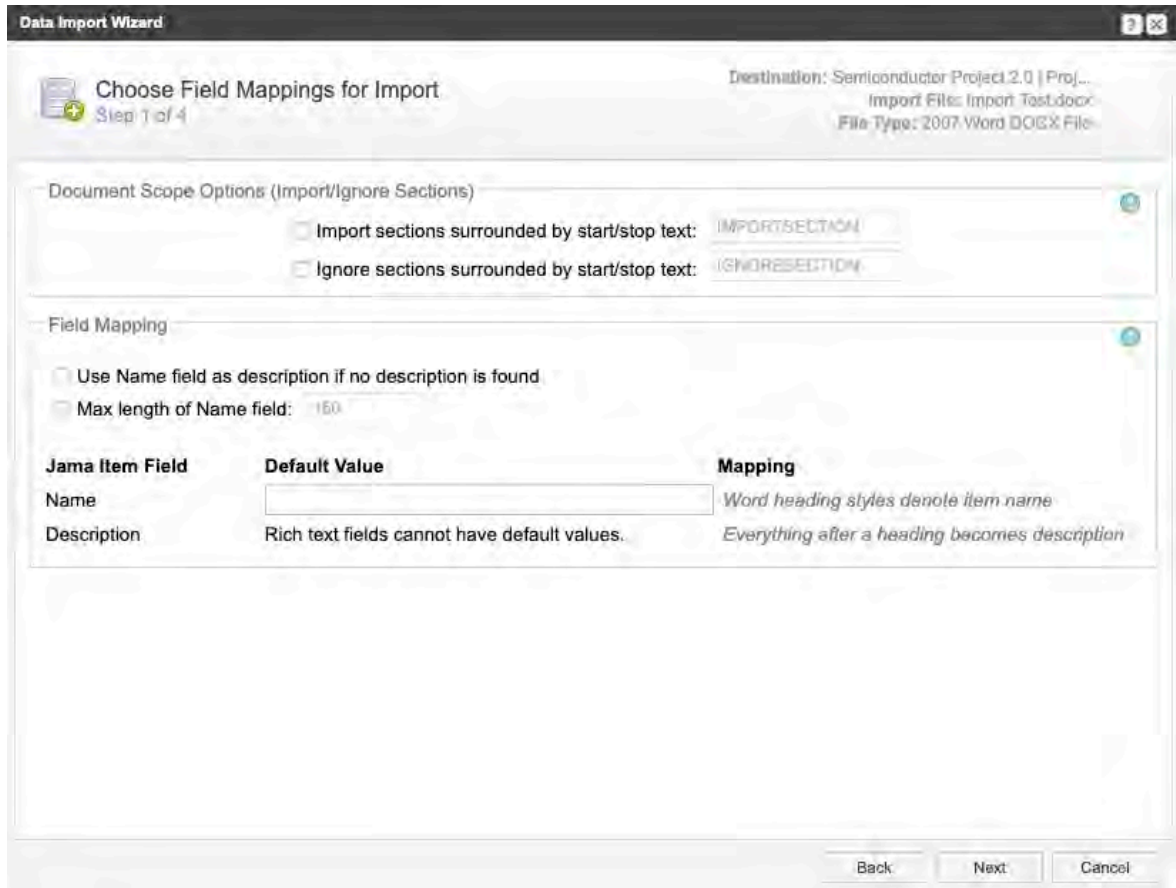 Data Import Wizard
Choose Field Mappings for Import
Step 1 of 4
Destination: Semiconductor Project 2.0 | Proj...
Import File: Import Test.docx
File Type: 2007 Word DOCX File
Document Scope Options (Import/Ignore Sections)
Import sections surrounded by start/stop text: IMPORTSECTION
Ignore sections surrounded by start/stop text: IGNORESECTION
Field Mapping
Use Name field as description if no description is found
Max length of Name field: 150
Jama Item Field Default Value Mapping
Name Word heading styles denote item name
Description Rich text fields cannot have default values. Everything after a heading becomes description
Back Next Cancel